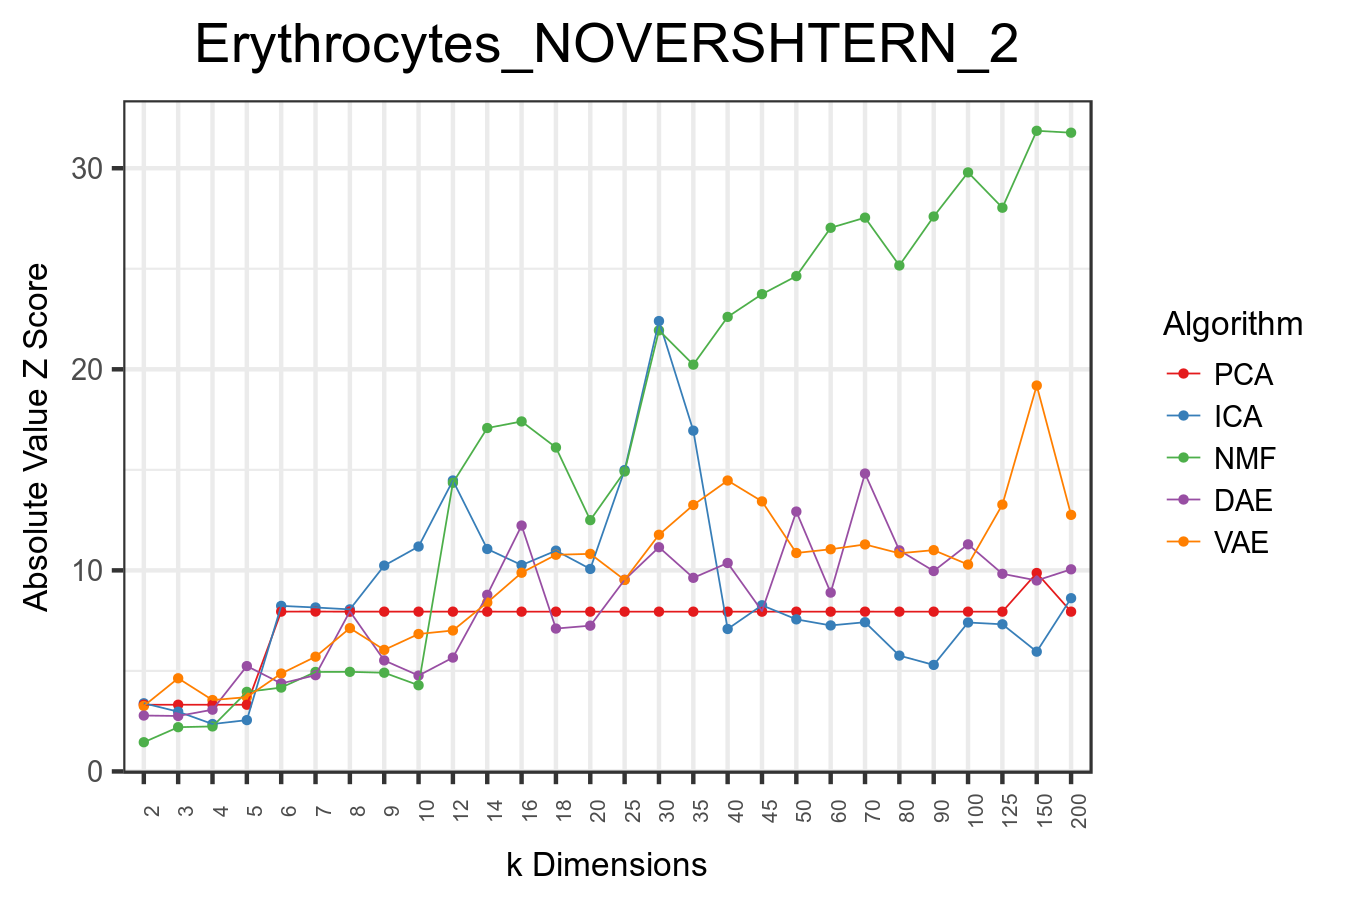 Erythrocytes_NOVERSHTERN_2
Absolute Value Z Score
30
20
10
0
2 3 4 5 6 7 8 9 10 12 14 16 18 20 25 30 35 40 45 50 60 70 80 90 100 125 150 200
k Dimensions
Algorithm
PCA
ICA
NMF
DAE
VAE